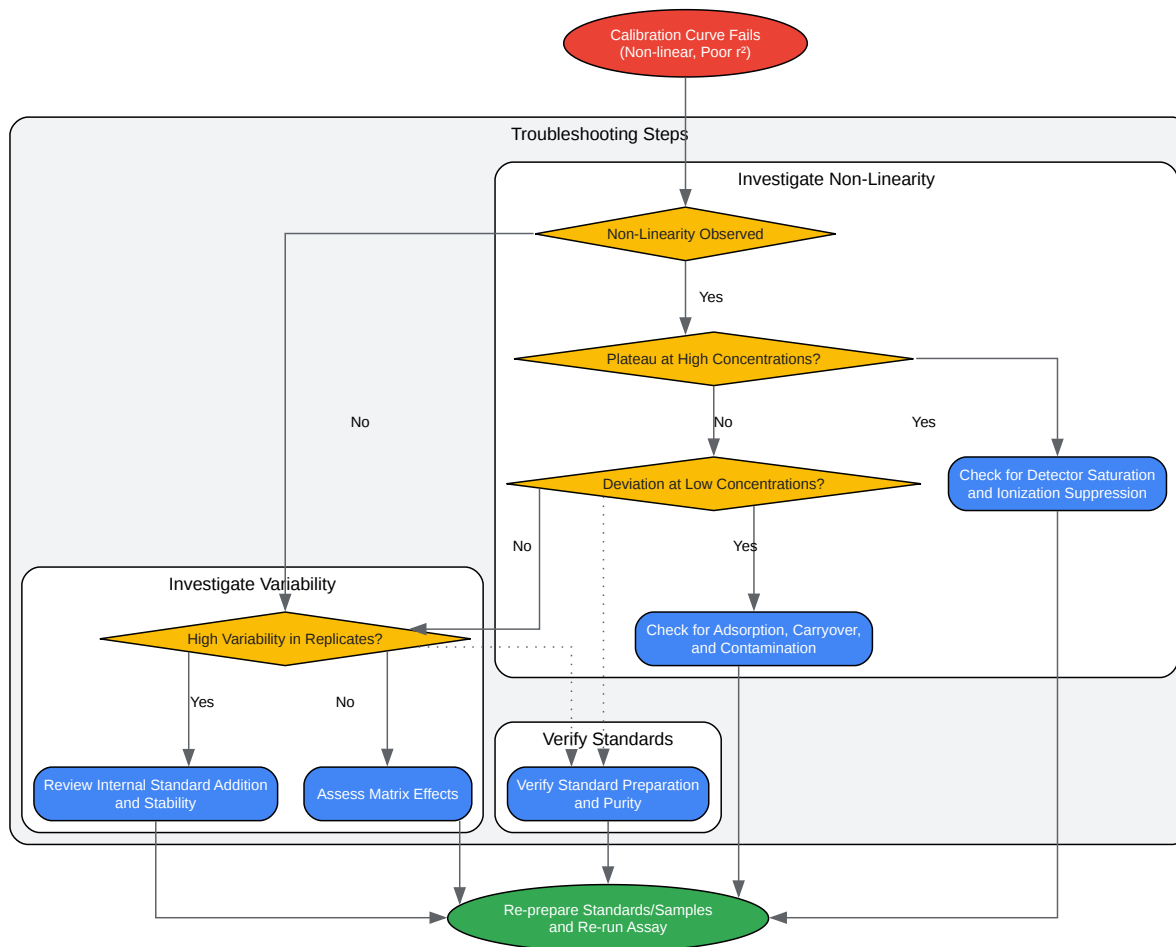 Calibration Curve Fails
(Non-linear, Poor r²)
Troubleshooting Steps
Investigate Non-Linearity
Non-Linearity Observed
Yes
Plateau at High Concentrations?
No
No
Yes
Check for Detector Saturation
and Ionization Suppression
Deviation at Low Concentrations?
No
Yes
Investigate Variability
High Variability in Replicates?
Check for Adsorption, Carryover,
and Contamination
Yes
No
Verify Standards
Review Internal Standard Addition
and Stability
Assess Matrix Effects
Verify Standard Preparation
and Purity
Re-prepare Standards/Samples
and Re-run Assay